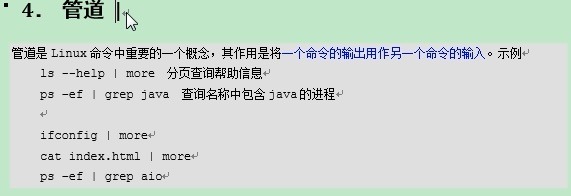 4. 管道 |
管道是 Linux 命令中重要的一个概念，其作用是将一个命令的输出用作另一个命令的输入。示例
ls --help | more 分页查询帮助信息
ps -ef | grep java 查询名称中包含 java 的进程
ifconfig | more
cat index.html | more
ps -ef | grep aio